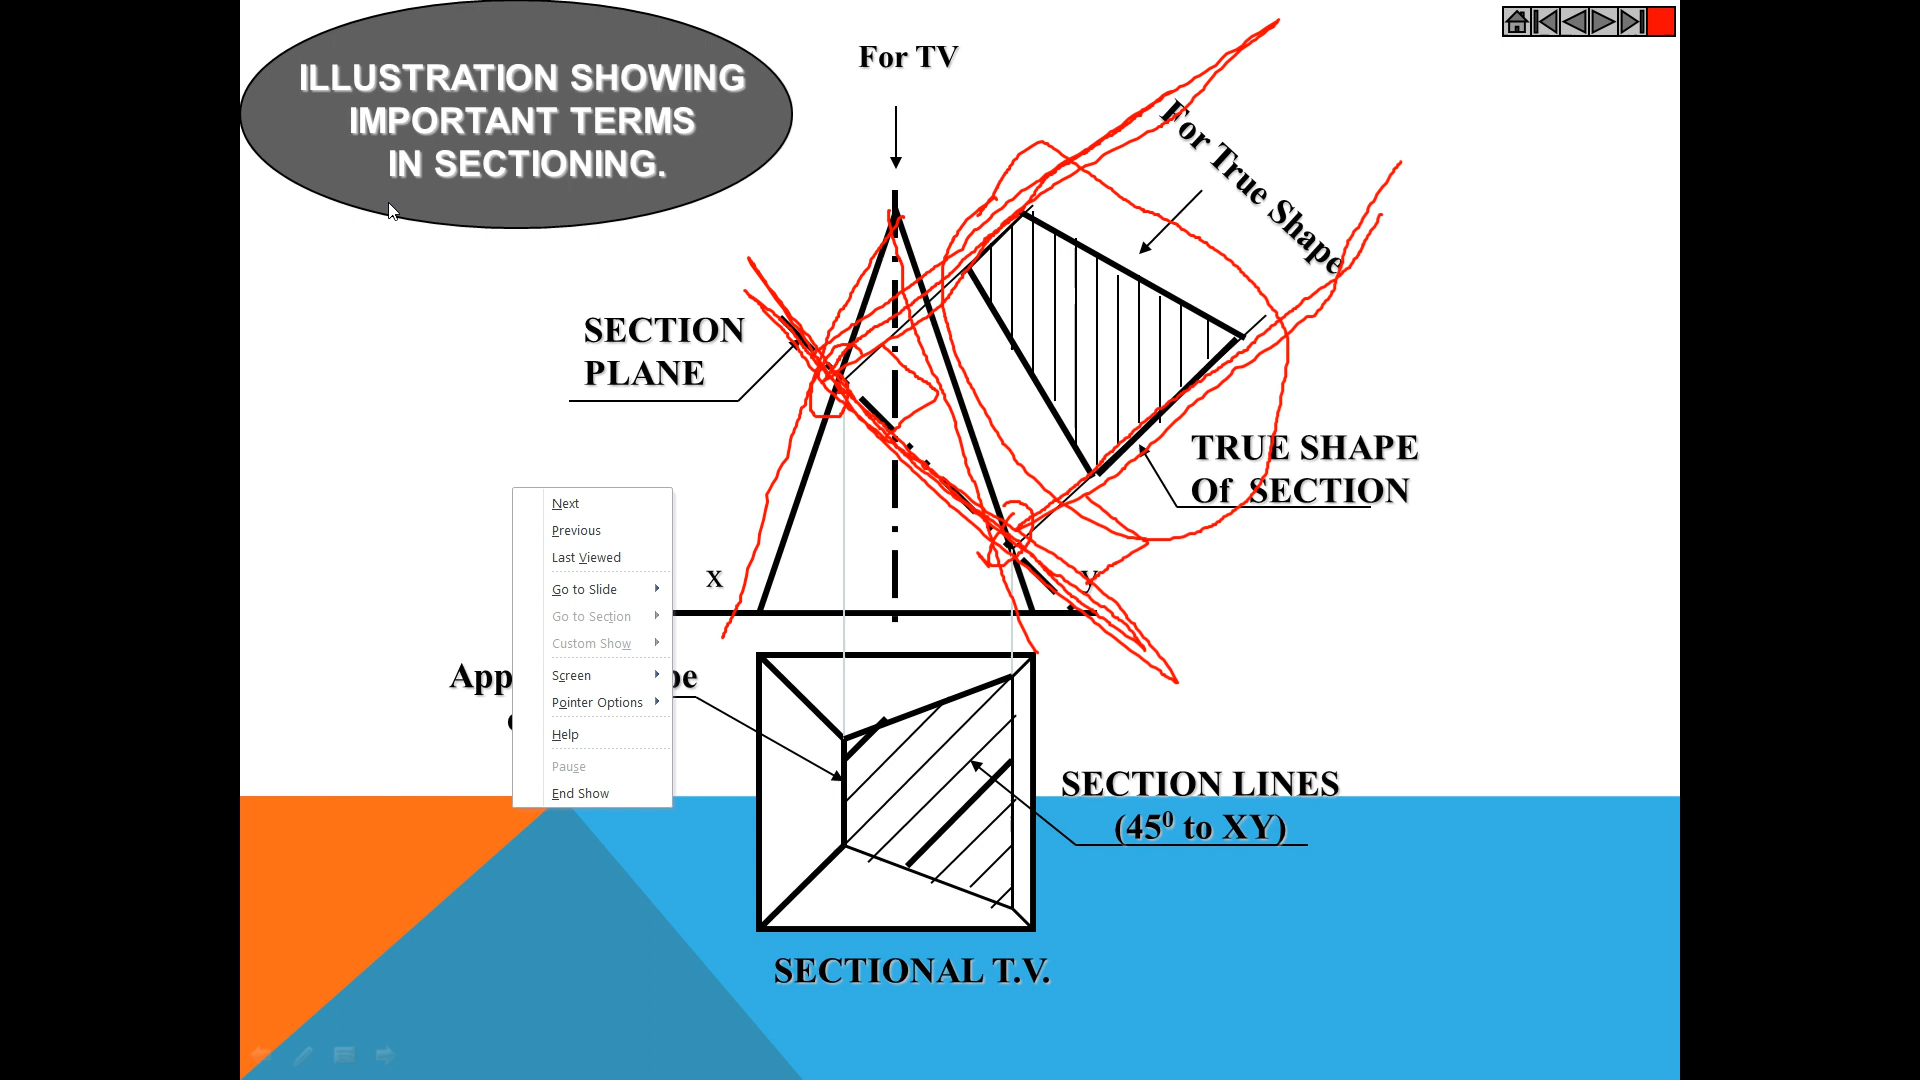 ILLUSTRATION SHOWING
IMPORTANT TERMS
IN SECTIONING.
For TV
For True Shape
SECTION
PLANE
TRUE SHAPE
Of SECTION
X
y
Next
Previous
Last Viewed
Go to Slide
Go to Section
Custom Show
Screen
Pointer Options
Help
Pause
End Show
SECTION LINES
(45⁰ to XY)
SECTIONAL T.V.